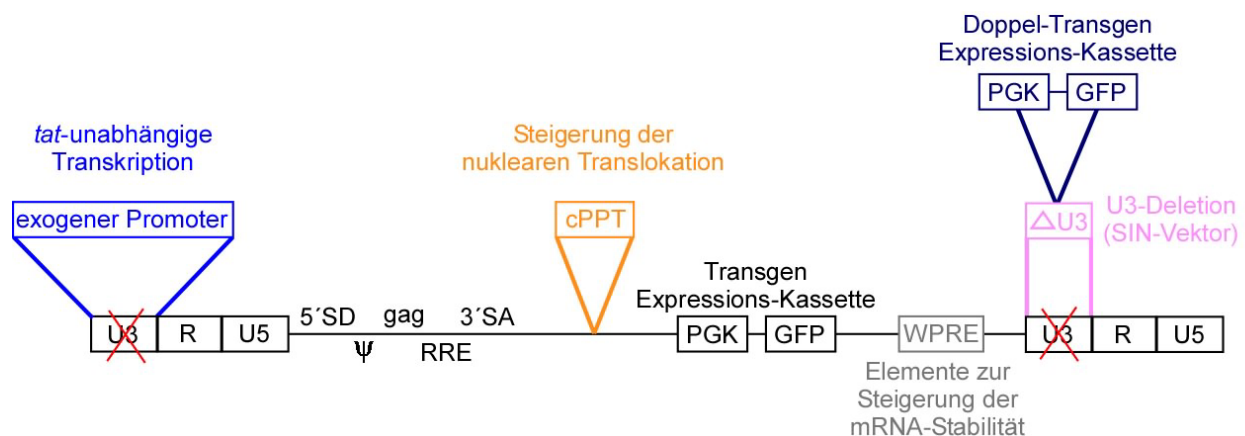 Doppel-Transgen
Expressions-Kassette
PGK GFP
tat-unabhängige
Transkription
Steigerung der
nuklearen Translokation
exogener Promoter
cPPT
△U3
U3-Deletion
(SIN-Vektor)
Transgen
Expressions-Kassette
U3 R U5
5´SD gag 3´SA
Ψ RRE
PGK GFP
WPRE
U3 R U5
Elemente zur
Steigerung der
mRNA-Stabilität